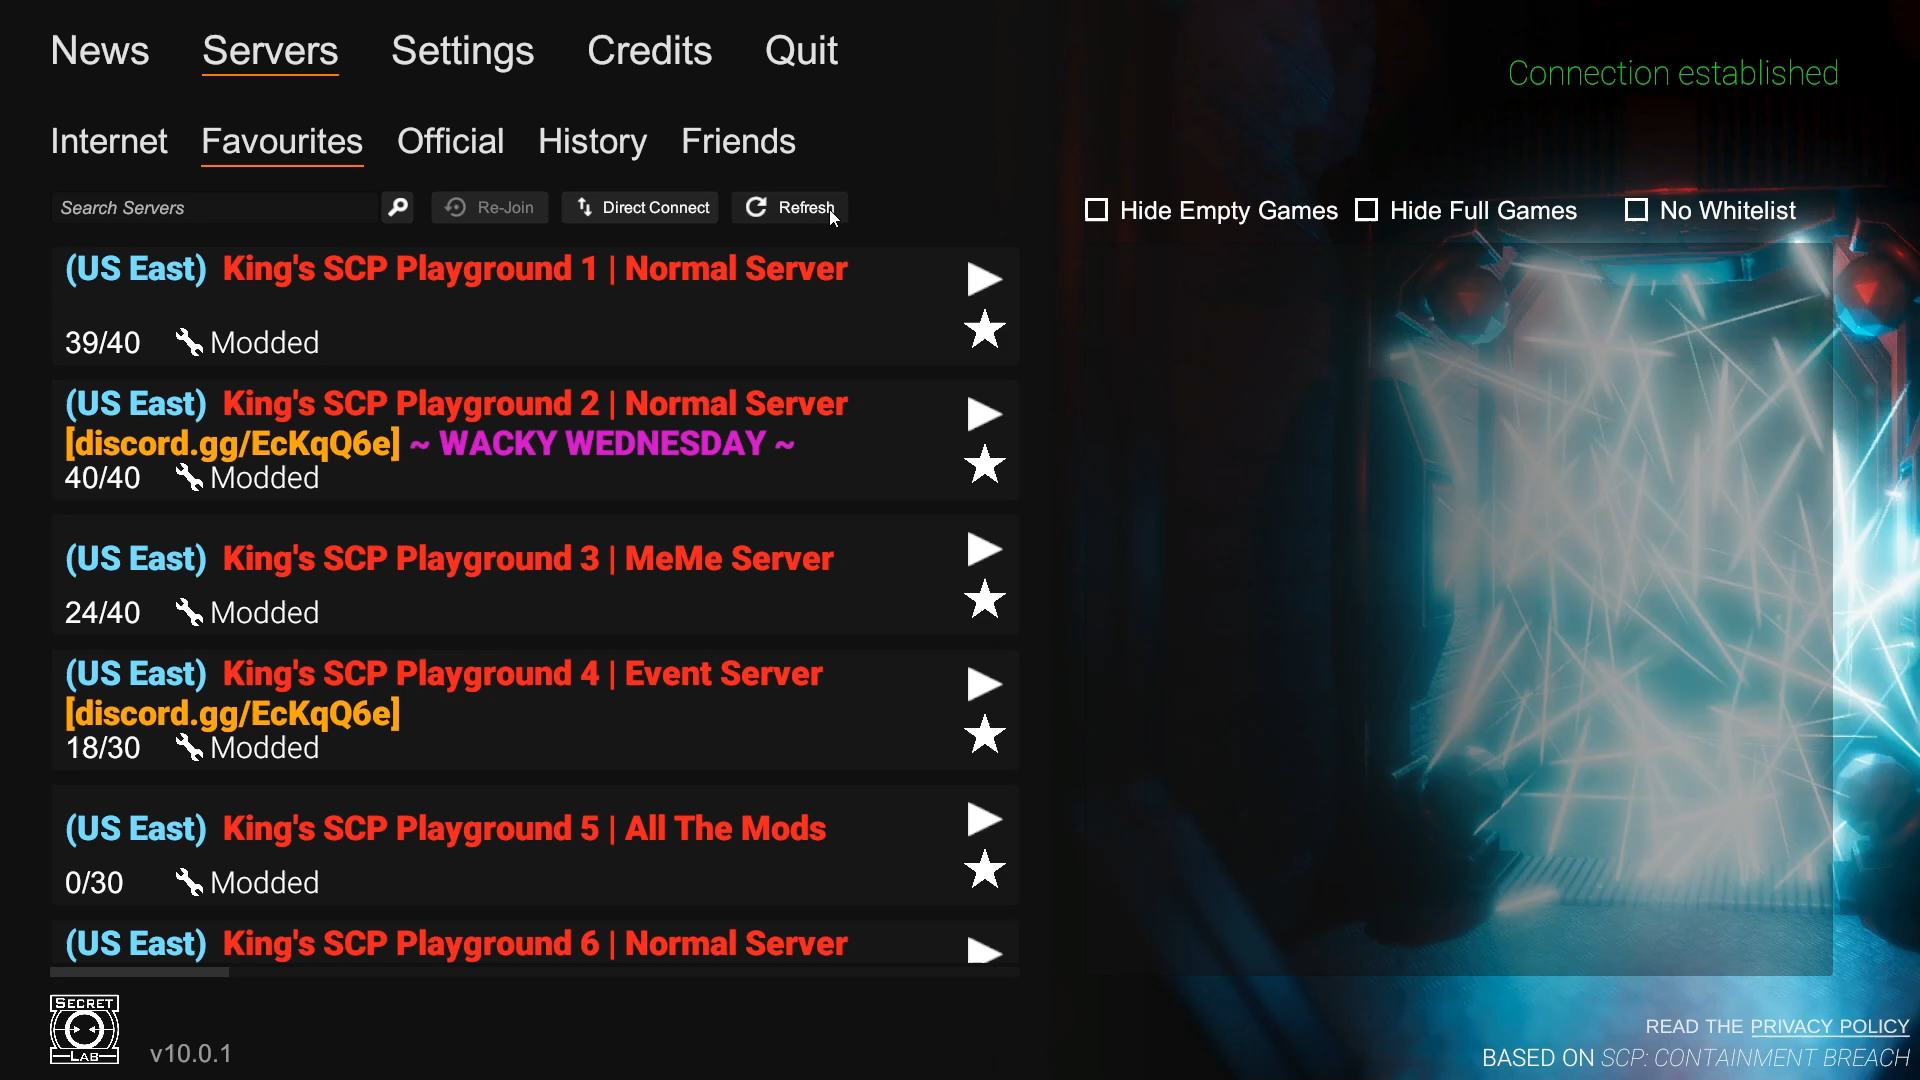 News Servers Settings Credits Quit
Connection established
Internet Favourites Official History Friends
Search Servers Re-Join Direct Connect Refresh
Hide Empty Games Hide Full Games No Whitelist
(US East) King's SCP Playground 1 | Normal Server
39/40 Modded
(US East) King's SCP Playground 2 | Normal Server
[discord.gg/EcKqQ6e] ~ WACKY WEDNESDAY ~
40/40 Modded
(US East) King's SCP Playground 3 | MeMe Server
24/40 Modded
(US East) King's SCP Playground 4 | Event Server
[discord.gg/EcKqQ6e]
18/30 Modded
(US East) King's SCP Playground 5 | All The Mods
0/30 Modded
(US East) King's SCP Playground 6 | Normal Server
SECRET
LAB
v10.0.1
READ THE PRIVACY POLICY
BASED ON SCP: CONTAINMENT BREACH